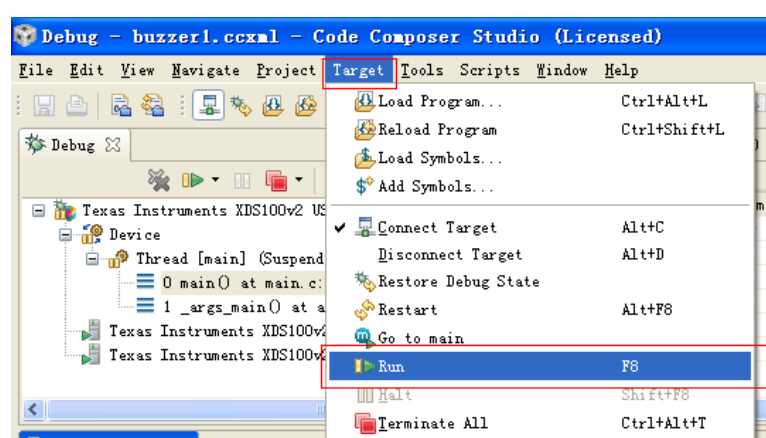 Debug - buzzer1.ccxml - Code Composer Studio (Licensed)
File Edit View Navigate Project Target Tools Scripts Window Help
Load Program... Ctrl+Alt+L
Reload Program Ctrl+Shift+L
Load Symbols...
Add Symbols...
Connect Target Alt+C
Disconnect Target Alt+D
Restore Debug State
Restart Alt+F8
Go to main
Run F8
Halt Shift+F8
Terminate All Ctrl+Alt+T
Debug
Texas Instruments XDS100v2 US
Device
Thread [main] (Suspend
0 main() at main.c:
1 _args_main() at a
Texas Instruments XDS100v2
Texas Instruments XDS100v2